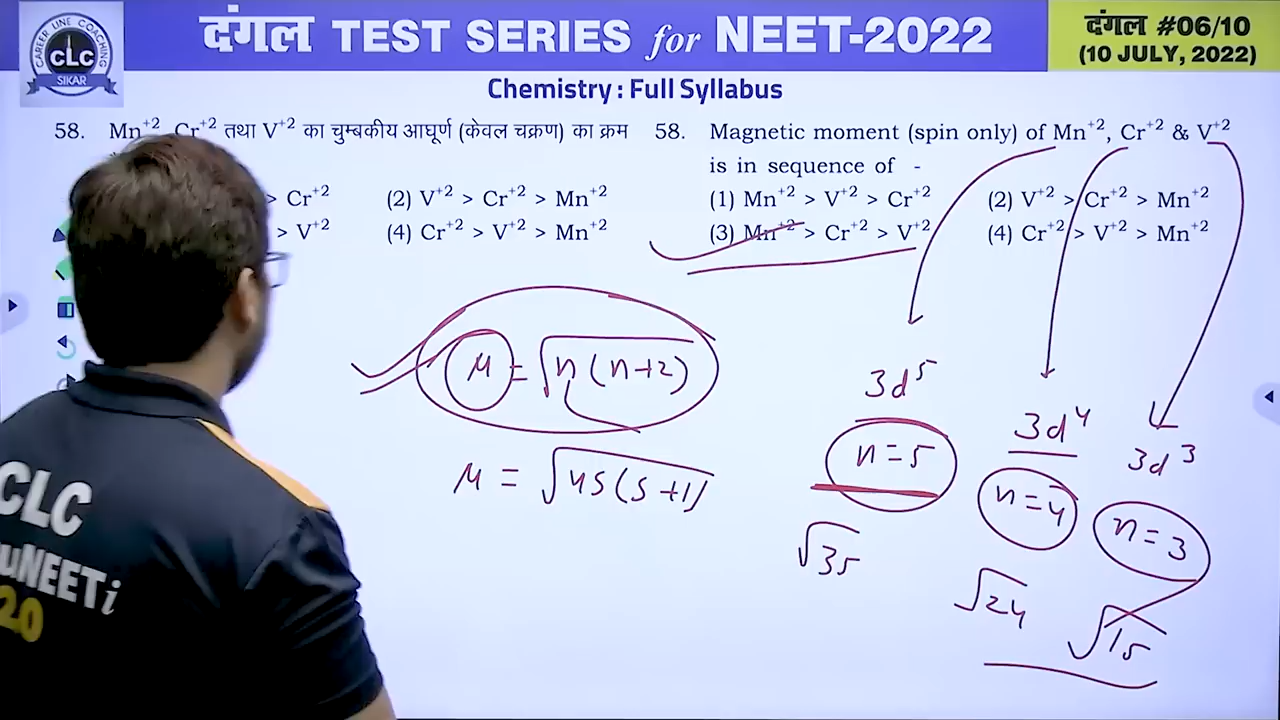 CAREER LINE COACHING
CLC
SIKAR
दंगल TEST SERIES for NEET-2022
दंगल #06/10
(10 JULY, 2022)
Chemistry : Full Syllabus
58. Mn+2, Cr+2 तथा V+2 का चुम्बकीय आघूर्ण (केवल चक्रण) का क्रम
> Cr+2 (2) V+2 > Cr+2 > Mn+2
> V+2 (4) Cr+2 > V+2 > Mn+2
58. Magnetic moment (spin only) of Mn+2, Cr+2 & V+2
is in sequence of -
(1) Mn+2 > V+2 > Cr+2 (2) V+2 > Cr+2 > Mn+2
(3) Mn+2 > Cr+2 > V+2 (4) Cr+2 > V+2 > Mn+2
μ = √n(n+2)
μ = √4S(S+1)
3d5
n=5
√35
3d4
n=4
√24
3d3
n=3
√15
CLC
uNEETi
2.0